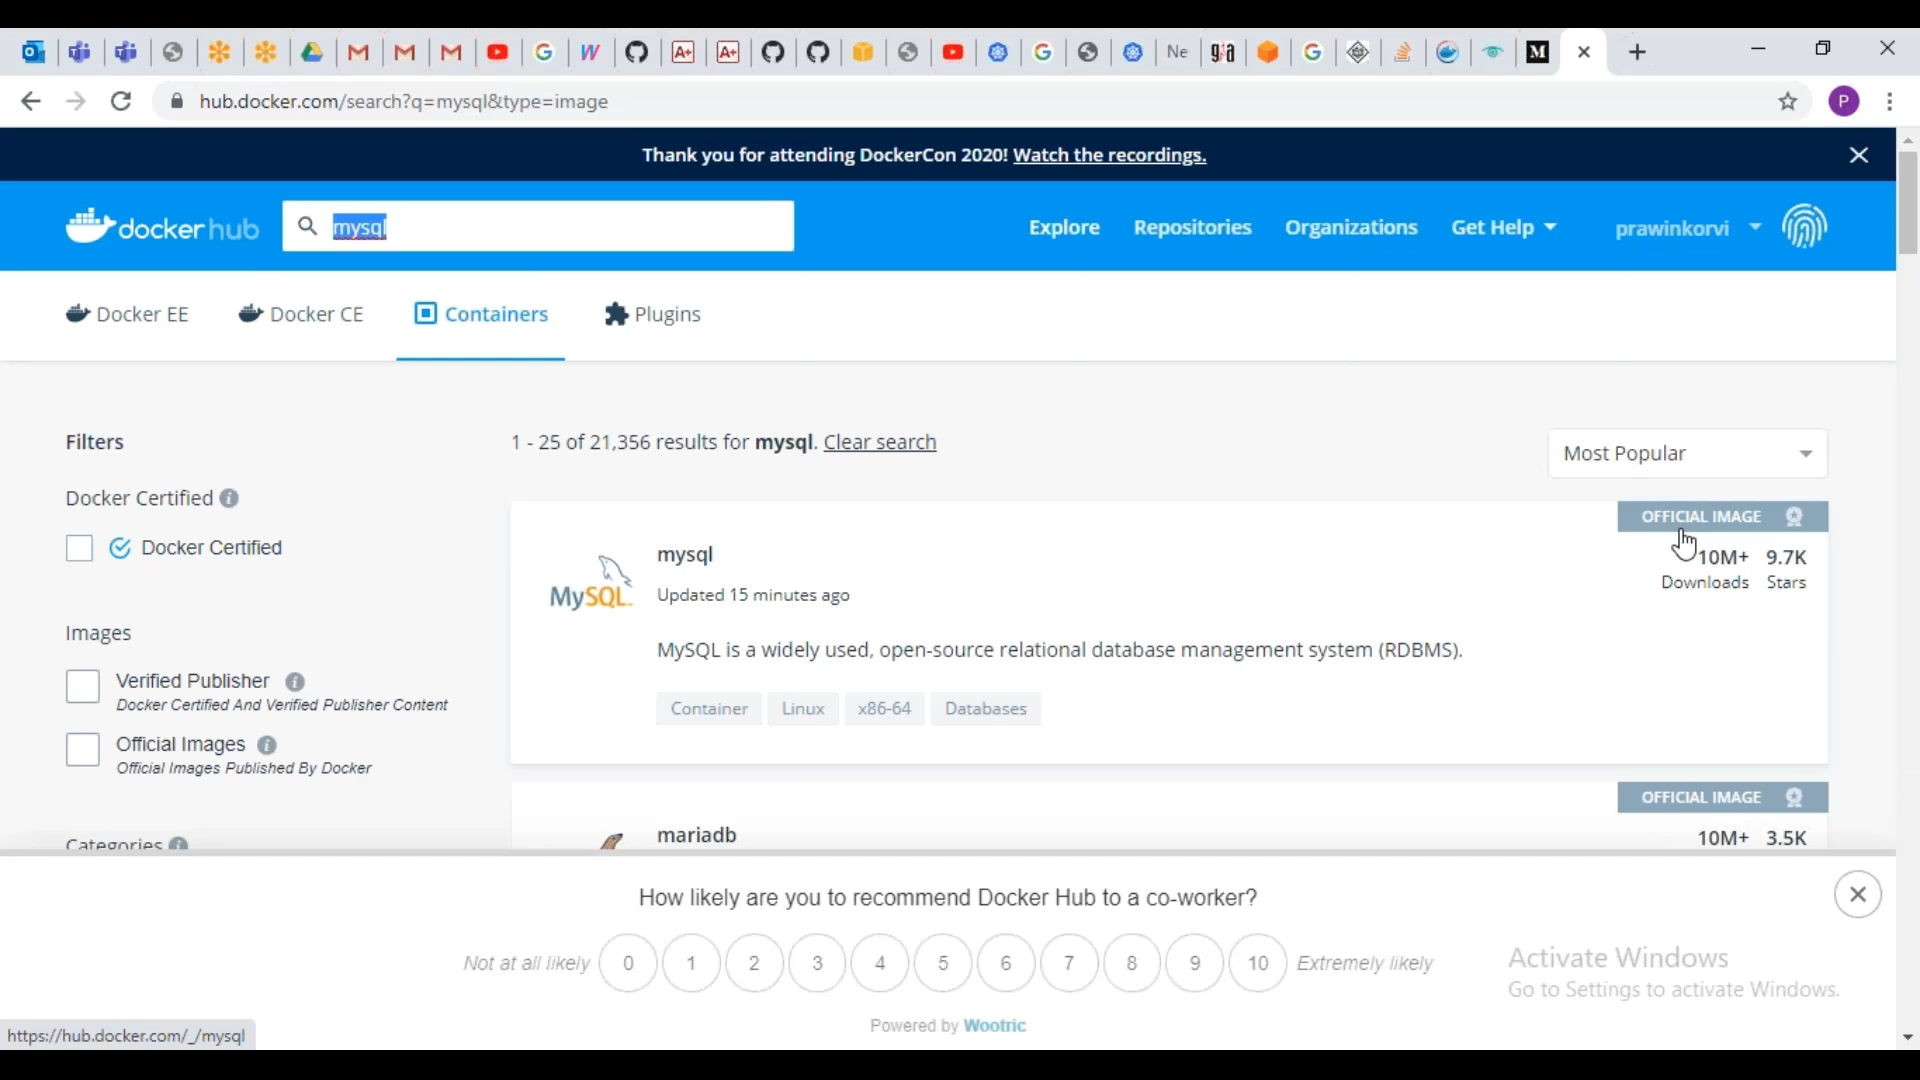 Ne
g!a
M
hub.docker.com/search?q=mysql&type=image
P
Thank you for attending DockerCon 2020! Watch the recordings.
docker hub
mysql
Explore
Repositories
Organizations
Get Help
prawinkorvi
Docker EE
Docker CE
Containers
Plugins
Filters
1 - 25 of 21,356 results for mysql. Clear search
Most Popular
Docker Certified
Docker Certified
Images
Verified Publisher
Docker Certified And Verified Publisher Content
Official Images
Official Images Published By Docker
Categories
OFFICIAL IMAGE
MySQL
mysql
10M+ 9.7K
Downloads Stars
Updated 15 minutes ago
MySQL is a widely used, open-source relational database management system (RDBMS).
Container
Linux
x86-64
Databases
OFFICIAL IMAGE
mariadb
10M+ 3.5K
How likely are you to recommend Docker Hub to a co-worker?
Not at all likely 0 1 2 3 4 5 6 7 8 9 10 Extremely likely
Powered by Wootric
Activate Windows
Go to Settings to activate Windows.
https://hub.docker.com/_/mysql